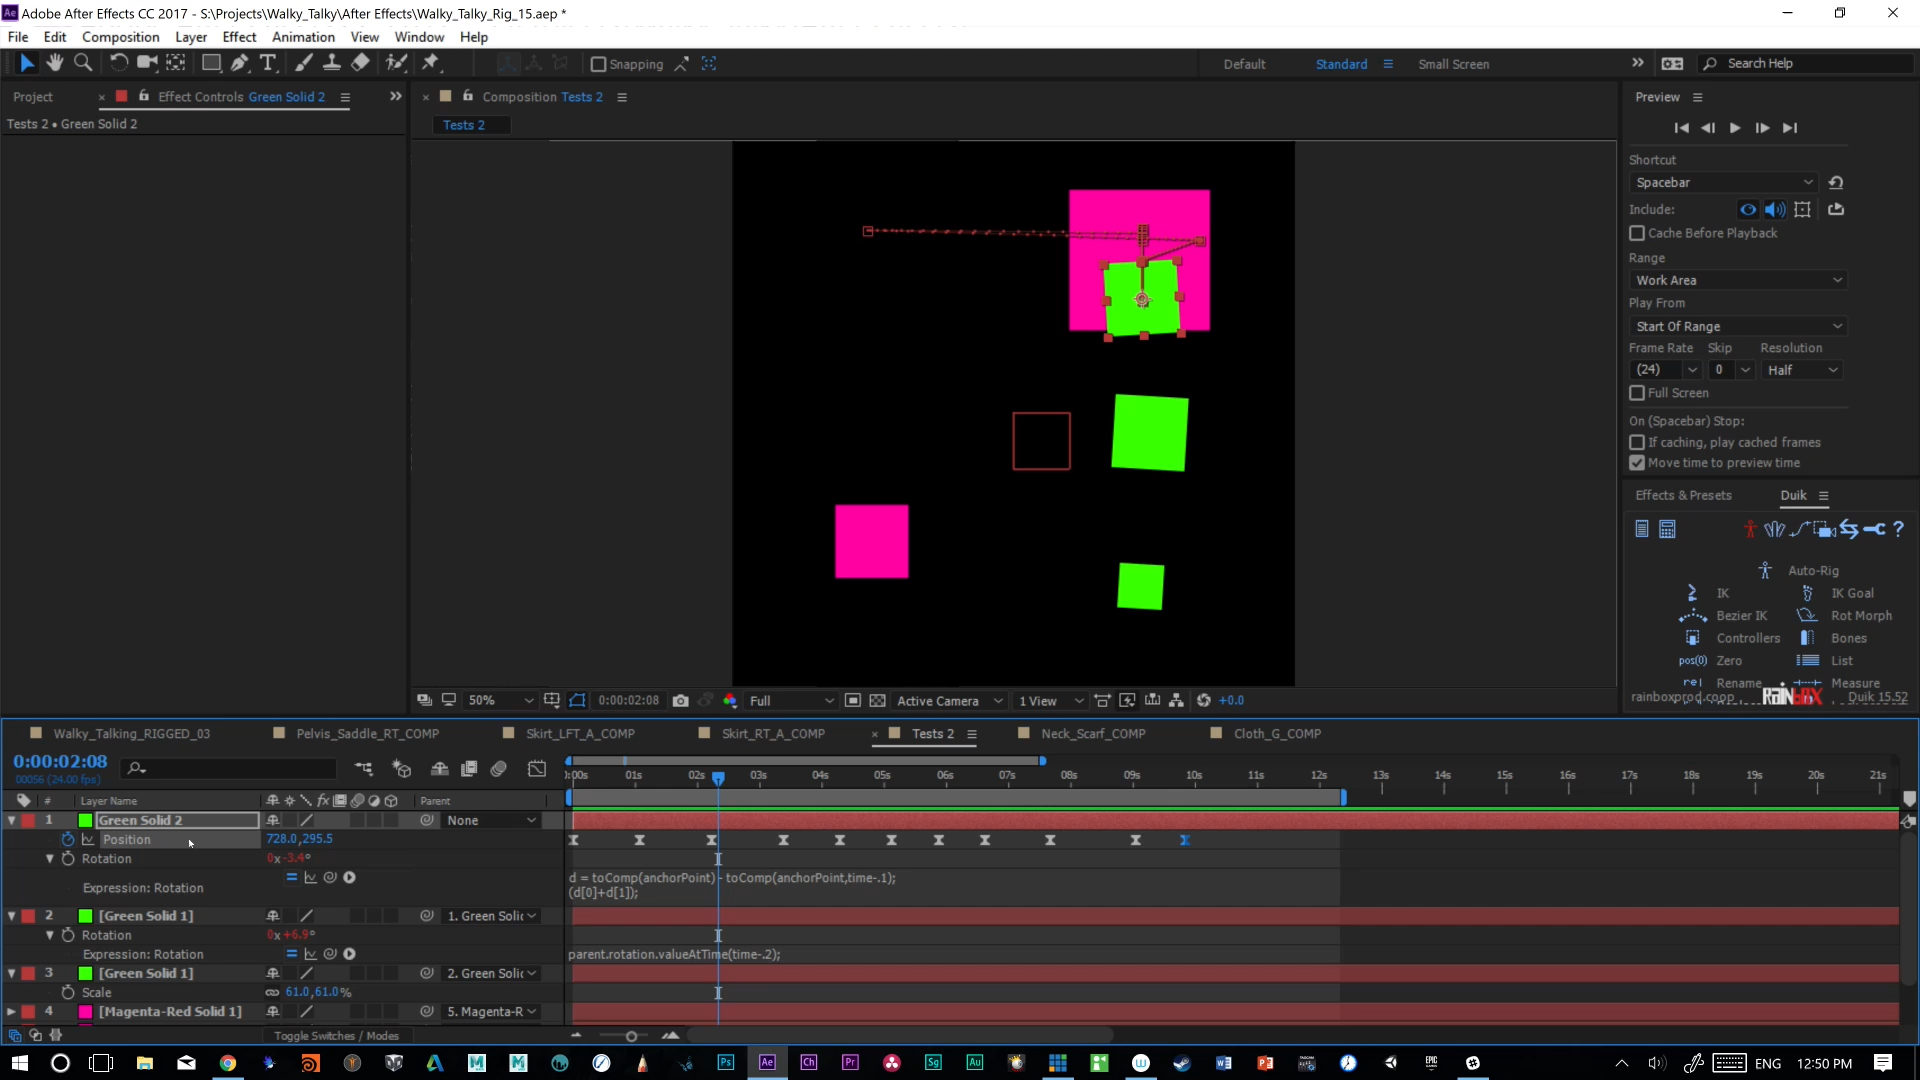 Adobe After Effects CC 2017 - S:\Projects\Walky_Talky\After Effects\Walky_Talky_Rig_15.aep *
File Edit Composition Layer Effect Animation View Window Help
Snapping
Default Standard Small Screen
Search Help
Project Effect Controls Green Solid 2
Composition Tests 2
Preview
Tests 2 • Green Solid 2
Tests 2
Shortcut
Spacebar
Include:
Cache Before Playback
Range
Work Area
Play From
Start Of Range
Frame Rate Skip Resolution
(24) 0 Half
Full Screen
On (Spacebar) Stop:
If caching, play cached frames
Move time to preview time
Effects & Presets Duik
Auto-Rig
IK IK Goal
Bezier IK Rot Morph
Controllers Bones
pos(0) Zero List
rel Rename Measure
rainboxprod.coop RAINBOX Duik 15.52
50% 0:00:02:08 Full Active Camera 1 View +0.0
Walky_Talking_RIGGED_03 Pelvis_Saddle_RT_COMP Skirt_LFT_A_COMP Skirt_RT_A_COMP Tests 2 Neck_Scarf_COMP Cloth_G_COMP
0:00:02:08
00056 (24.00 fps)
:00s 01s 02s 03s 04s 05s 06s 07s 08s 09s 10s 11s 12s 13s 14s 15s 16s 17s 18s 19s 20s 21s
# Layer Name fx Parent
1 Green Solid 2 None
Position 728.0,295.5
Rotation 0x-3.4°
Expression: Rotation
d = toComp(anchorPoint) - toComp(anchorPoint,time-.1);
(d[0]+d[1]);
2 [Green Solid 1] 1. Green Solic
Rotation 0x+6.9°
Expression: Rotation parent.rotation.valueAtTime(time-.2);
3 [Green Solid 1] 2. Green Solic
Scale 61.0,61.0%
4 [Magenta-Red Solid 1] 5. Magenta-R
Toggle Switches / Modes
Ps Ae Ch Pr Sg Au
ENG 12:50 PM